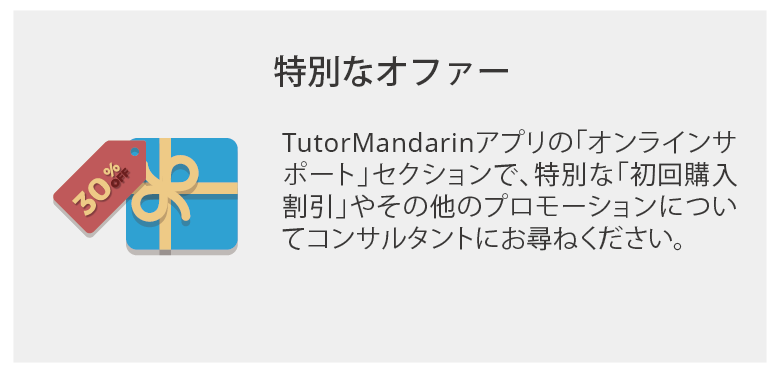 特別なオファー
30%
OFF
TutorMandarinアプリの「オンラインサ
ポート」セクションで、特別な「初回購入
割引」やその他のプロモーションについ
てコンサルタントにお尋ねください。